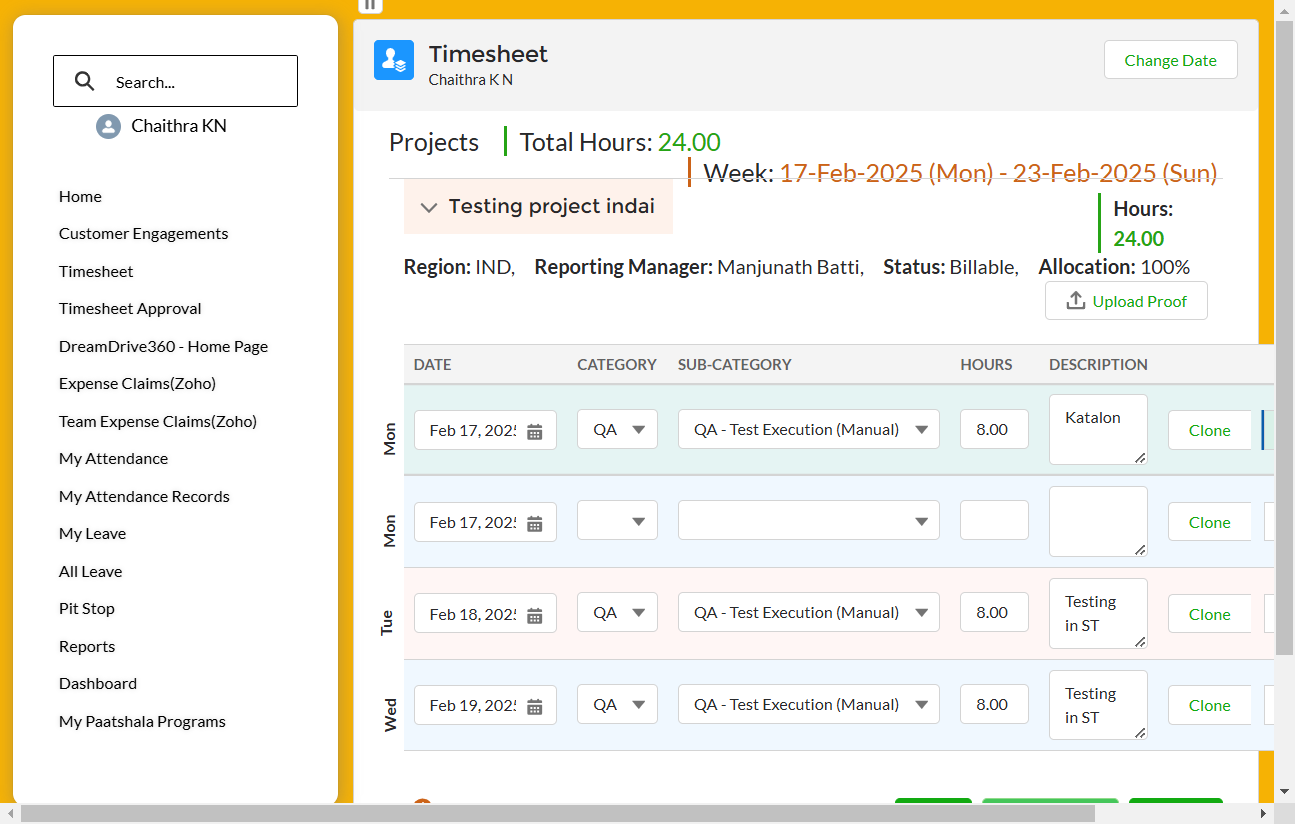 Search...
Chaithra KN
Home
Customer Engagements
Timesheet
Timesheet Approval
DreamDrive360 - Home Page
Expense Claims(Zoho)
Team Expense Claims(Zoho)
My Attendance
My Attendance Records
My Leave
All Leave
Pit Stop
Reports
Dashboard
My Paatshala Programs
Timesheet
Chaithra K N
Change Date
Projects Total Hours: 24.00
Week: 17-Feb-2025 (Mon) - 23-Feb-2025 (Sun)
Testing project indai
Hours:
24.00
Region: IND, Reporting Manager: Manjunath Batti, Status: Billable, Allocation: 100%
Upload Proof
DATE CATEGORY SUB-CATEGORY HOURS DESCRIPTION
Mon Feb 17, 2025 QA QA - Test Execution (Manual) 8.00 Katalon Clone
Mon Feb 17, 2025 Clone
Tue Feb 18, 2025 QA QA - Test Execution (Manual) 8.00 Testing
in ST Clone
Wed Feb 19, 2025 QA QA - Test Execution (Manual) 8.00 Testing
in ST Clone